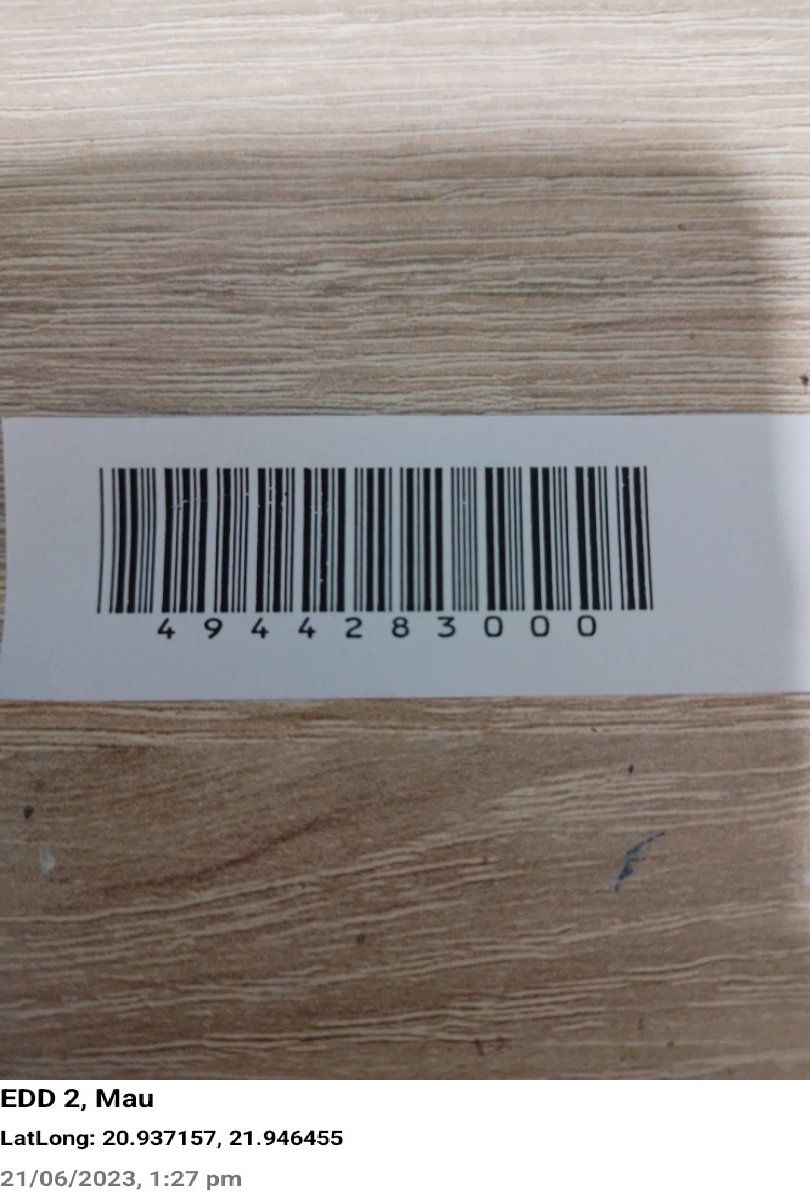 4944283000
EDD 2, Mau
LatLong: 20.937157, 21.946455
21/06/2023, 1:27 pm